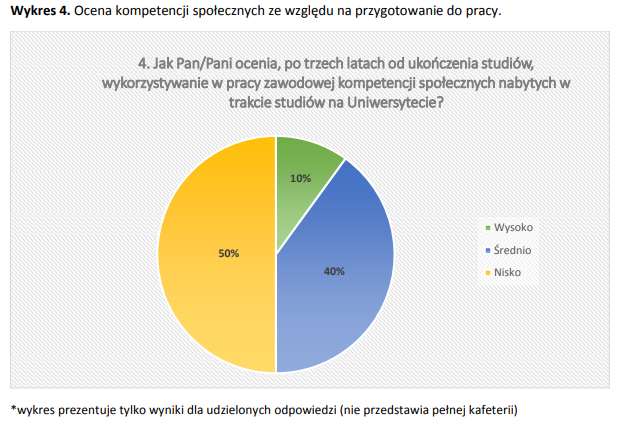 Wykres 4. Ocena kompetencji społecznych ze względu na przygotowanie do pracy.
4. Jak Pan/Pani ocenia, po trzech latach od ukończenia studiów,
wykorzystywanie w pracy zawodowej kompetencji społecznych nabytych w
trakcie studiów na Uniwersytecie?
10%
50%
40%
Wysoko
Średnio
Nisko
*wykres prezentuje tylko wyniki dla udzielonych odpowiedzi (nie przedstawia pełnej kafeterii)